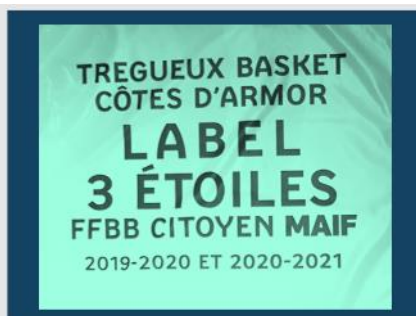 TREGUEUX BASKET
CÔTES D'ARMOR
LABEL
3 ÉTOILES
FFBB CITOYEN MAIF
2019-2020 ET 2020-2021